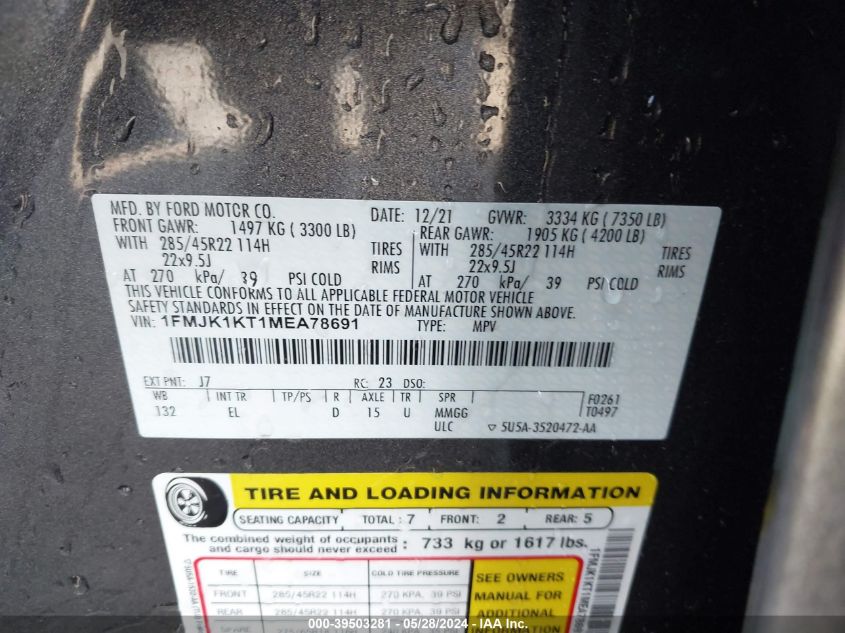 MFD. BY FORD MOTOR CO. DATE: 12/21 GVWR: 3334 KG ( 7350 LB)
FRONT GAWR: 1497 KG ( 3300 LB) REAR GAWR: 1905 KG ( 4200 LB)
WITH 285/45R22 114H TIRES WITH 285/45R22 114H TIRES
22x9.5J RIMS 22x9.5J RIMS
AT 270 kPa/ 39 PSI COLD AT 270 kPa/ 39 PSI COLD
THIS VEHICLE CONFORMS TO ALL APPLICABLE FEDERAL MOTOR VEHICLE
SAFETY STANDARDS IN EFFECT ON THE DATE OF MANUFACTURE SHOWN ABOVE.
VIN: 1FMJK1KT1MEA78691 TYPE: MPV
EXT PNT: J7 RC: 23 DSO:
WB INT TR TP/PS R AXLE TR SPR F0261
132 EL D 15 U MMGG T0497
ULC ▽ 5USA-3520472-AA
TIRE AND LOADING INFORMATION
SEATING CAPACITY TOTAL : 7 FRONT: 2 REAR: 5
The combined weight of occupants and cargo should never exceed : 733 kg or 1617 lbs.
TIRE SIZE COLD TIRE PRESSURE SEE OWNERS
FRONT 285/45R22 114H 270 KPA, 39 PSI MANUAL FOR
REAR 285/45R22 114H 270 KPA, 39 PSI ADDITIONAL
SPARE INFORMATION
000-39503281 - 05/28/2024 - IAA Inc.